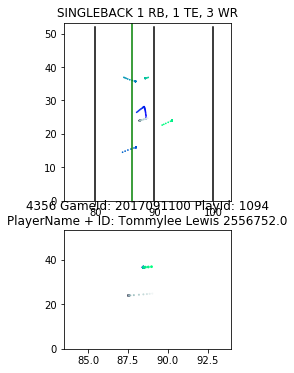 SINGLEBACK 1 RB, 1 TE, 3 WR
50
40
30
20
10
0
80 90 100
4356 GameId: 2017091100 PlayId: 1094
PlayerName + ID: Tommylee Lewis 2556752.0
40
20
0
85.0 87.5 90.0 92.5